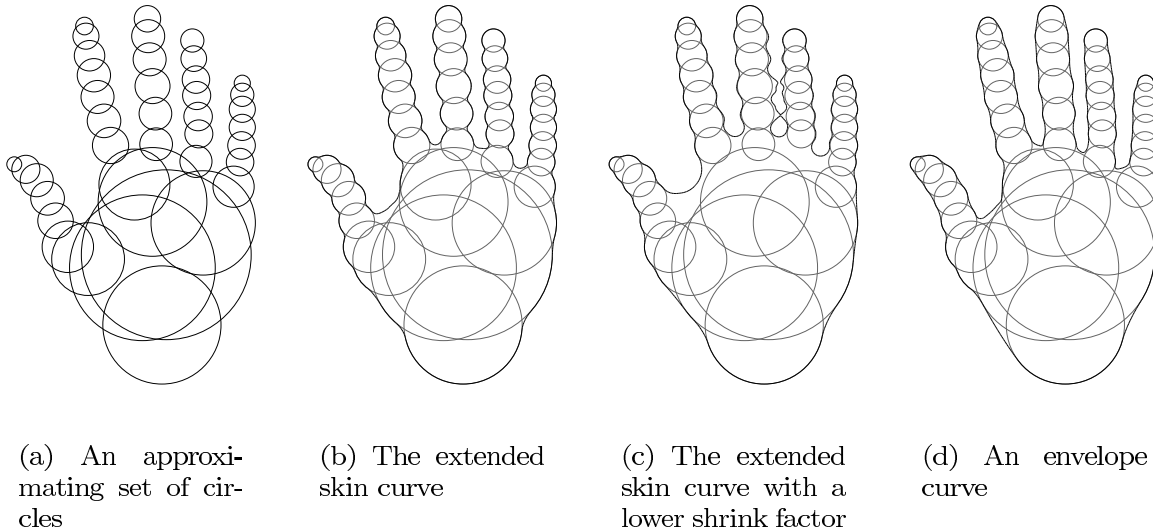 (a) An approxi-
mating set of cir-
cles
(b) The extended
skin curve
(c) The extended
skin curve with a
lower shrink factor
(d) An envelope
curve